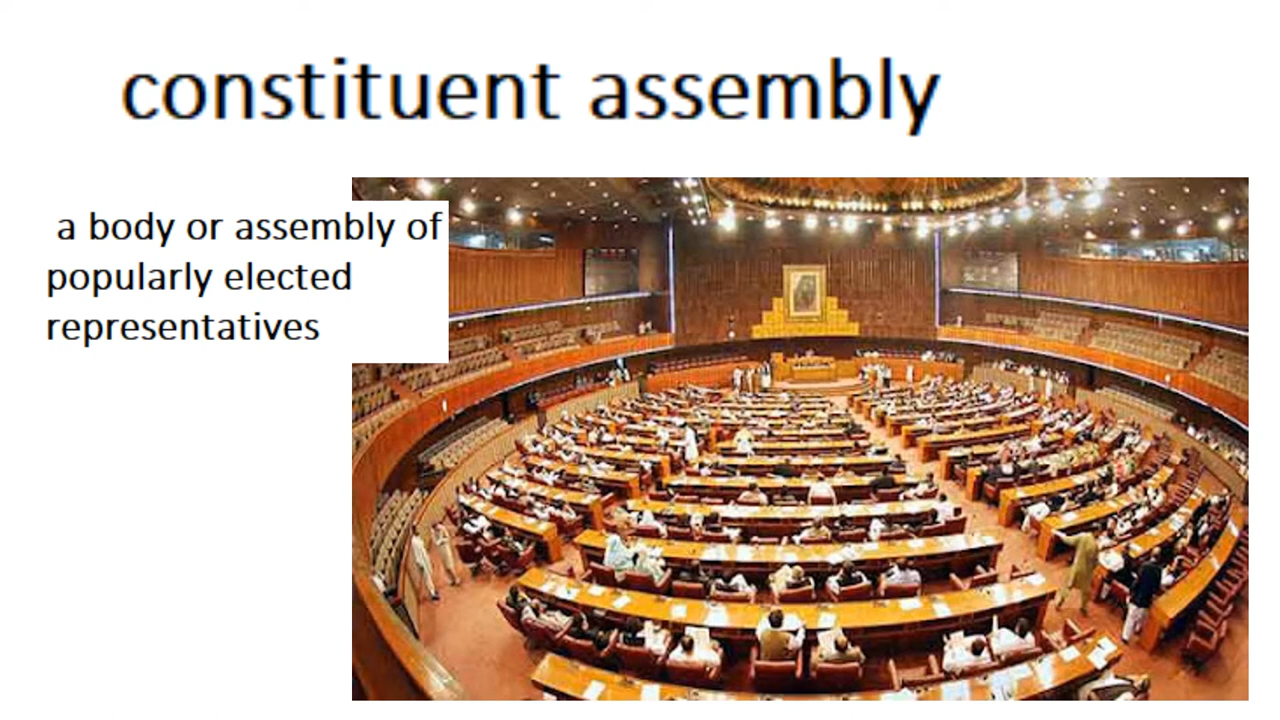 constituent assembly
a body or assembly of
popularly elected
representatives